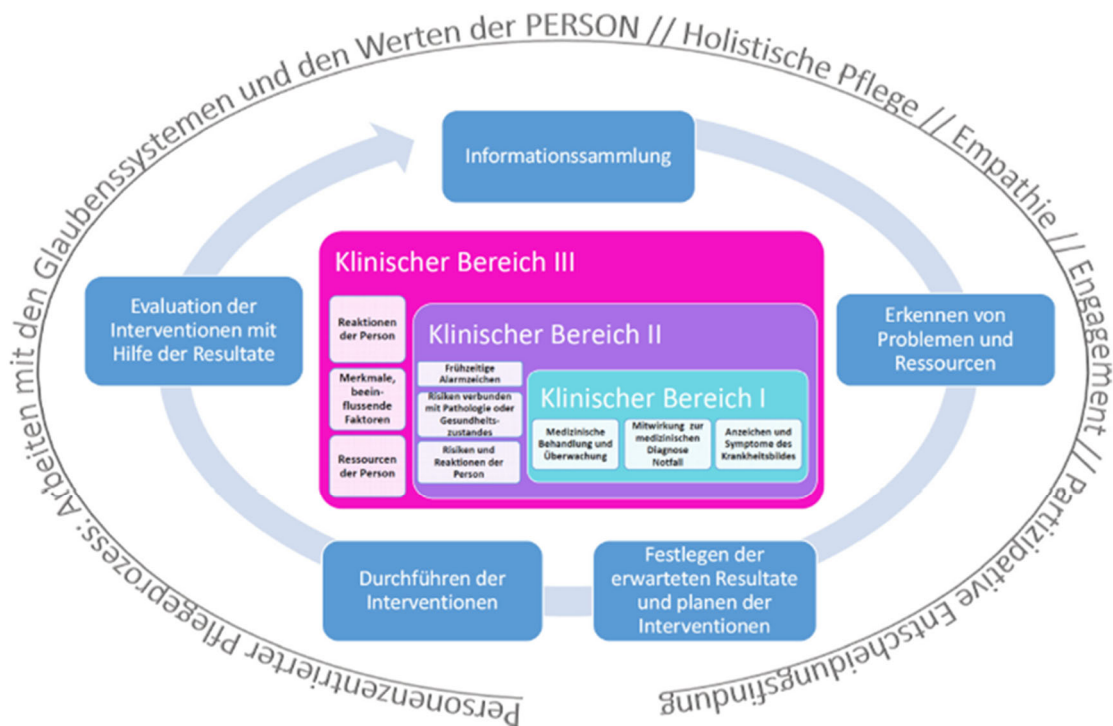 Personenzentrierter Pflegeprozess: Arbeiten mit den Glaubenssystemen und den Werten der PERSON // Holistische Pflege // Empathie // Engagement // Partizipative Entscheidungsfindung
Informationssammlung
Erkennen von
Problemen und
Ressourcen
Festlegen der
erwarteten Resultate
und planen der
Interventionen
Durchführen der
Interventionen
Evaluation der
Interventionen mit
Hilfe der Resultate
Klinischer Bereich III
Reaktionen
der Person
Merkmale,
beein-
flussende
Faktoren
Ressourcen
der Person
Klinischer Bereich II
Frühzeitige
Alarmzeichen
Risiken verbunden
mit Pathologie oder
Gesundheits-
zustandes
Risiken und
Reaktionen der
Person
Klinischer Bereich I
Medizinische
Behandlung und
Überwachung
Mitwirkung zur
medizinischen
Diagnose
Notfall
Anzeichen und
Symptome des
Krankheitsbildes